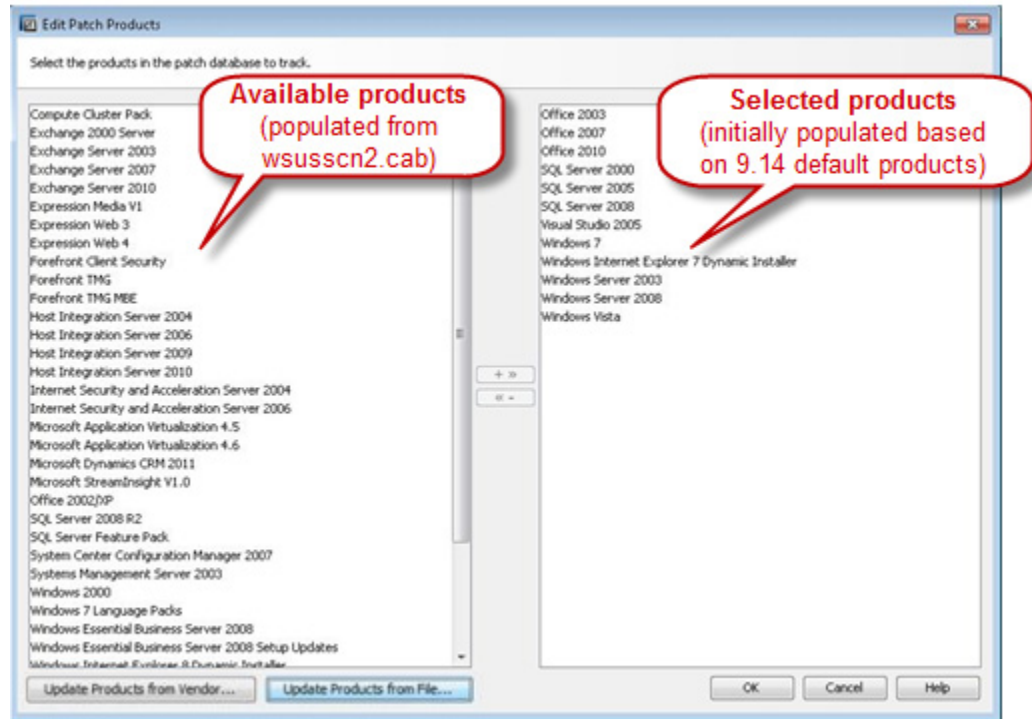 Edit Patch Products
Select the products in the patch database to track.
Available products
(populated from
wsusscn2.cab)
Compute Cluster Pack
Exchange 2000 Server
Exchange Server 2003
Exchange Server 2007
Exchange Server 2010
Expression Media V1
Expression Web 3
Expression Web 4
Forefront Client Security
Forefront TMG
Forefront TMG MBE
Host Integration Server 2004
Host Integration Server 2006
Host Integration Server 2009
Host Integration Server 2010
Internet Security and Acceleration Server 2004
Internet Security and Acceleration Server 2006
Microsoft Application Virtualization 4.5
Microsoft Application Virtualization 4.6
Microsoft Dynamics CRM 2011
Microsoft StreamInsight V1.0
Office 2002/XP
SQL Server 2008 R2
SQL Server Feature Pack
System Center Configuration Manager 2007
Systems Management Server 2003
Windows 2000
Windows 7 Language Packs
Windows Essential Business Server 2008
Windows Essential Business Server 2008 Setup Updates
Windows Internet Explorer 8 Dynamic Installer
+ »
« -
Selected products
(initially populated based
on 9.14 default products)
Office 2003
Office 2007
Office 2010
SQL Server 2000
SQL Server 2005
SQL Server 2008
Visual Studio 2005
Windows 7
Windows Internet Explorer 7 Dynamic Installer
Windows Server 2003
Windows Server 2008
Windows Vista
Update Products from Vendor...
Update Products from File...
OK
Cancel
Help